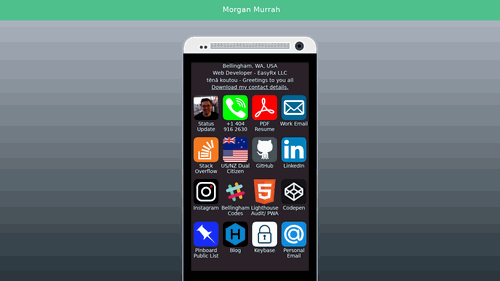 Morgan Murrah
Bellingham, WA, USA
Web Developer - EasyRx LLC
tēnā koutou - Greetings to you all
Download my contact details.
Status Update
+1 404 916 2630
PDF Resume
Work Email
Stack Overflow
US/NZ Dual Citizen
GitHub
LinkedIn
Instagram
Bellingham Codes
Lighthouse Audit/ PWA
Codepen
Pinboard Public List
Blog
Keybase
Personal Email